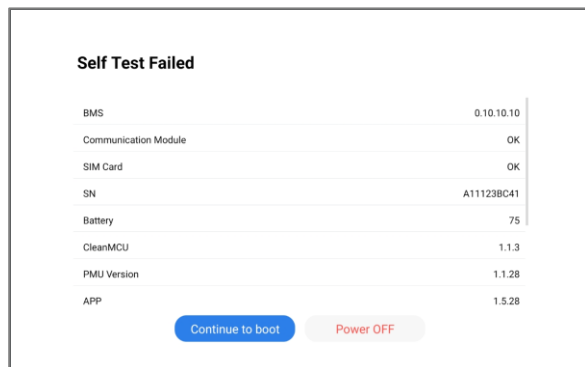 Self Test Failed
BMS 0.10.10.10
Communication Module OK
SIM Card OK
SN A11123BC41
Battery 75
CleanMCU 1.1.3
PMU Version 1.1.28
APP 1.5.28
Continue to boot Power OFF